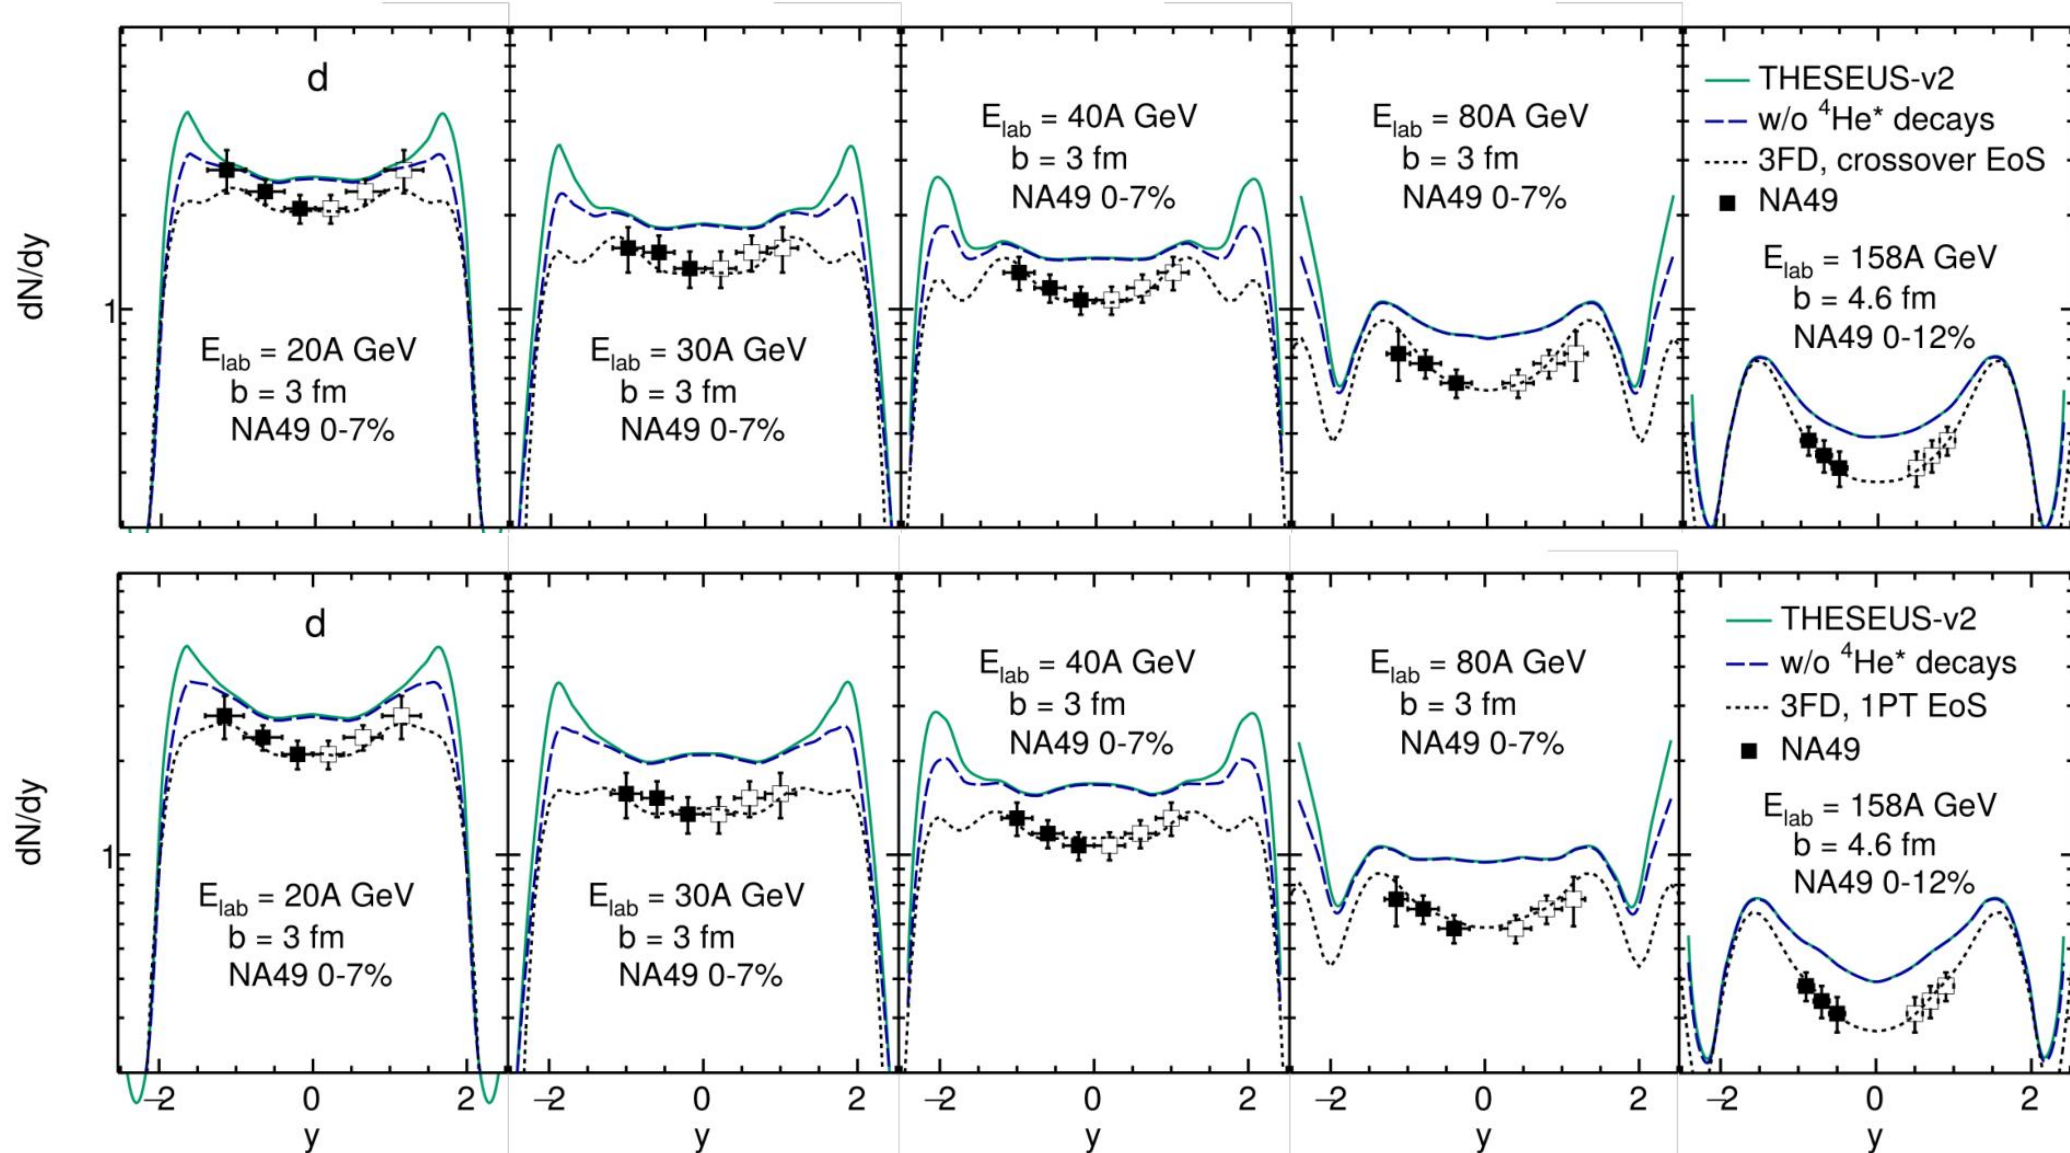 d
E_lab = 20A GeV
b = 3 fm
NA49 0-7%
E_lab = 30A GeV
b = 3 fm
NA49 0-7%
E_lab = 40A GeV
b = 3 fm
NA49 0-7%
E_lab = 80A GeV
b = 3 fm
NA49 0-7%
THESEUS-v2
w/o ⁴He* decays
3FD, crossover EoS
NA49
E_lab = 158A GeV
b = 4.6 fm
NA49 0-12%
dN/dy
1
d
E_lab = 20A GeV
b = 3 fm
NA49 0-7%
E_lab = 30A GeV
b = 3 fm
NA49 0-7%
E_lab = 40A GeV
b = 3 fm
NA49 0-7%
E_lab = 80A GeV
b = 3 fm
NA49 0-7%
THESEUS-v2
w/o ⁴He* decays
3FD, 1PT EoS
NA49
E_lab = 158A GeV
b = 4.6 fm
NA49 0-12%
dN/dy
1
−2 0 2 −2 0 2 −2 0 2 −2 0 2 −2 0 2
y y y y y